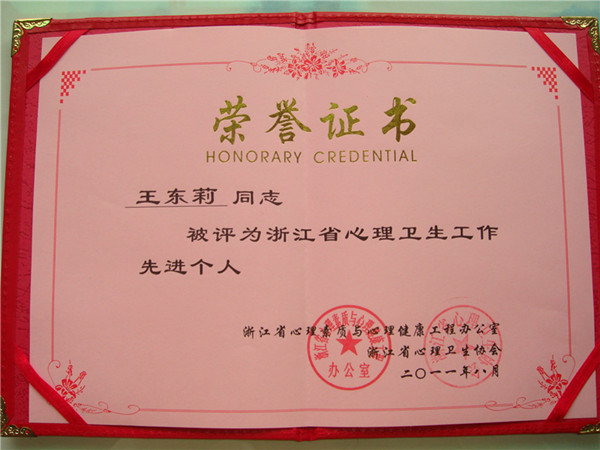 荣誉证书
HONORARY CREDENTIAL
王东莉 同志
被评为浙江省心理卫生工作
先进个人
浙江省心理素质与心理健康工程办公室
浙江省心理卫生协会
二〇一一年八月
办公室